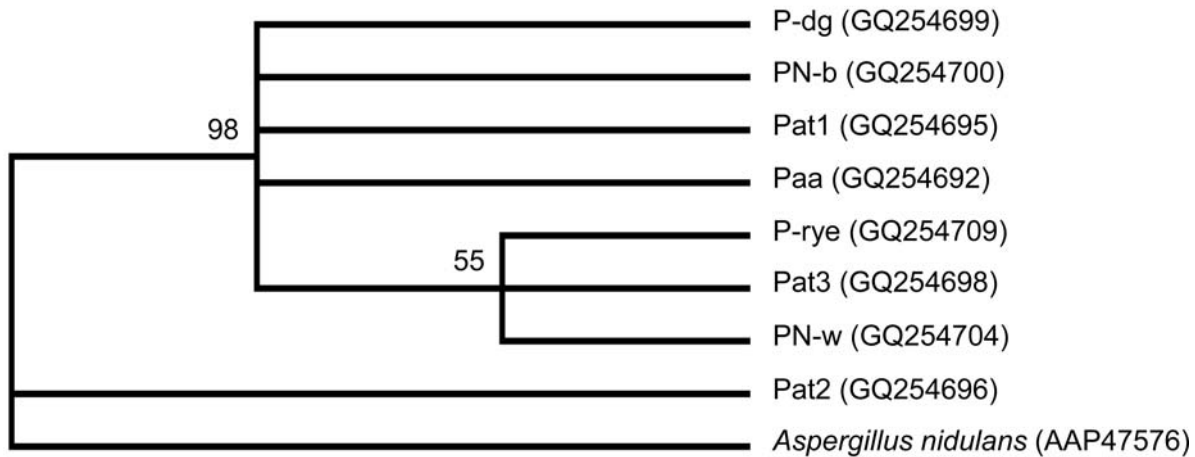 P-dg (GQ254699)
PN-b (GQ254700)
98
Pat1 (GQ254695)
Paa (GQ254692)
P-rye (GQ254709)
55
Pat3 (GQ254698)
PN-w (GQ254704)
Pat2 (GQ254696)
Aspergillus nidulans (AAP47576)